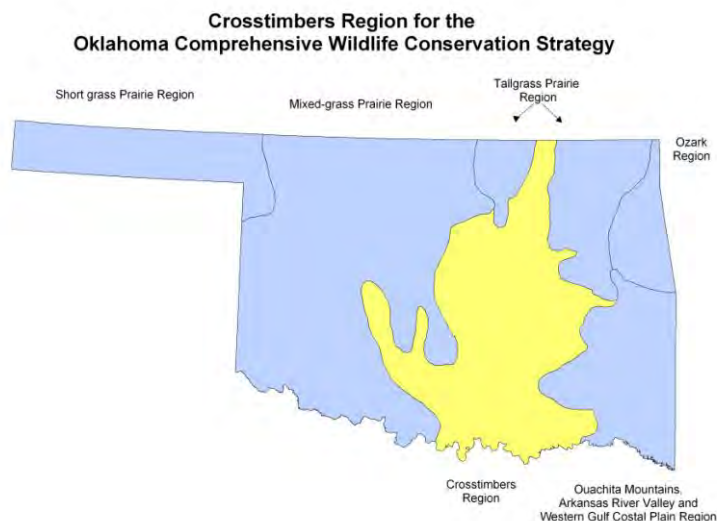 Crosstimbers Region for the
Oklahoma Comprehensive Wildlife Conservation Strategy
Short grass Prairie Region
Mixed-grass Prairie Region
Tallgrass Prairie
Region
Ozark
Region
Crosstimbers
Region
Ouachita Mountains.
Arkansas River Valley and
Western Gulf Costal Plain Region